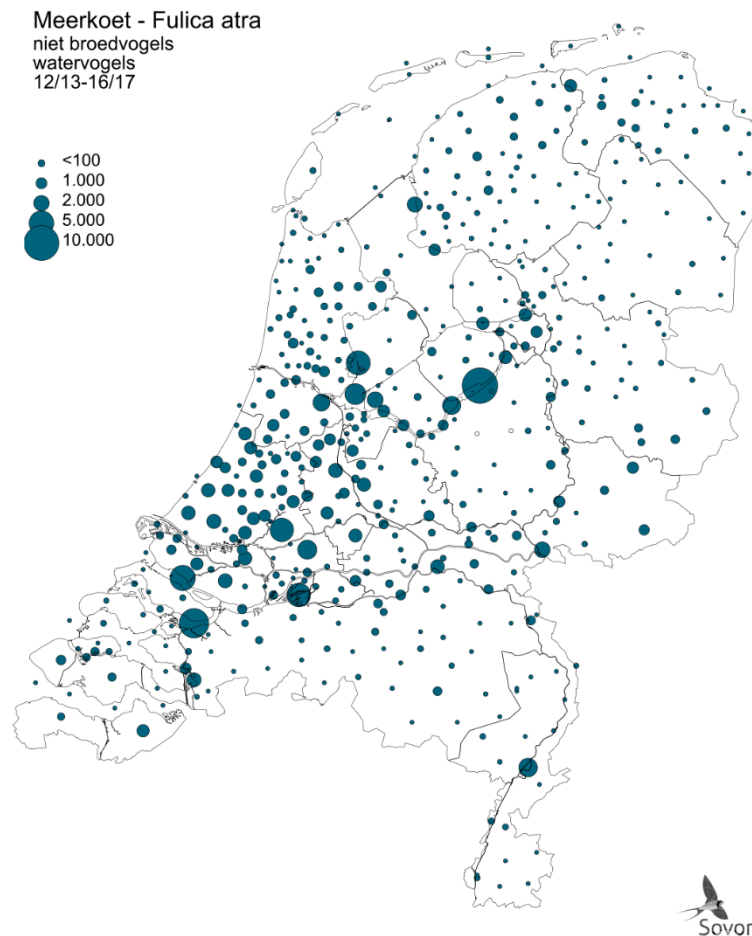 Meerkoet - Fulica atra
niet broedvogels
watervogels
12/13-16/17
<100
1.000
2.000
5.000
10.000
Sovon